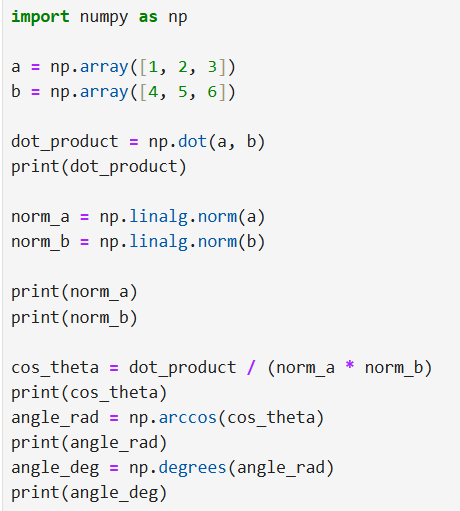 import numpy as np
a = np.array([1, 2, 3])
b = np.array([4, 5, 6])
dot_product = np.dot(a, b)
print(dot_product)
norm_a = np.linalg.norm(a)
norm_b = np.linalg.norm(b)
print(norm_a)
print(norm_b)
cos_theta = dot_product / (norm_a * norm_b)
print(cos_theta)
angle_rad = np.arccos(cos_theta)
print(angle_rad)
angle_deg = np.degrees(angle_rad)
print(angle_deg)